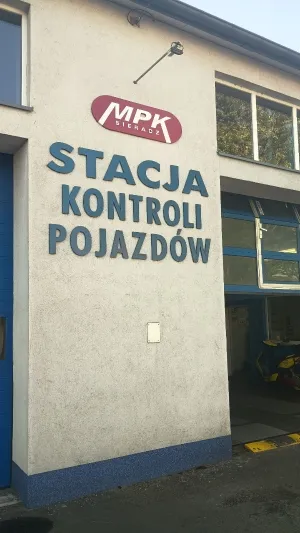 MPK
SIERADZ
STACJA
KONTROLI
POJAZDÓW